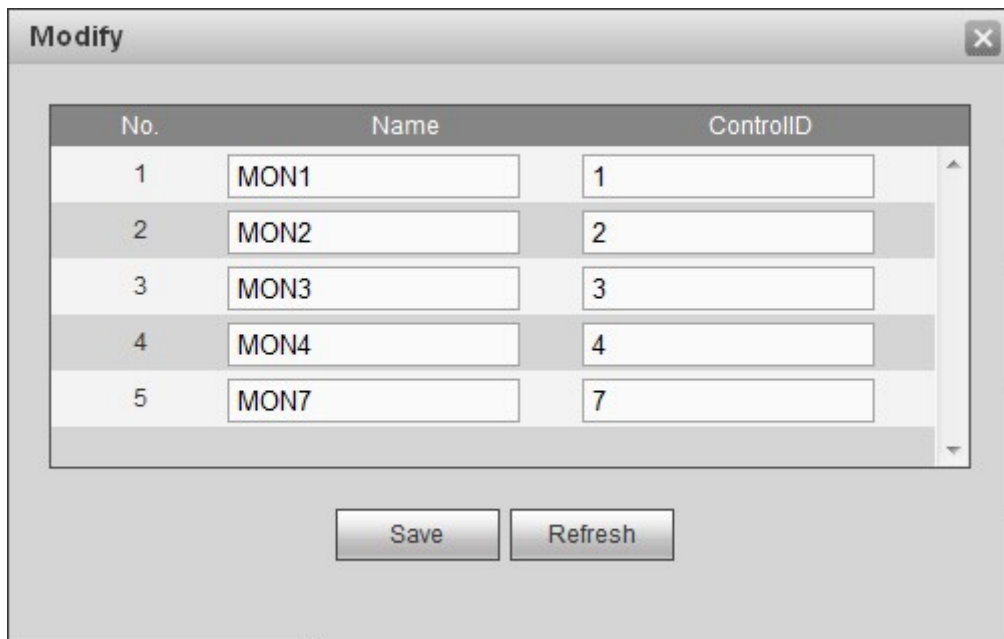 Modify
No. Name ControlID
1 MON1 1
2 MON2 2
3 MON3 3
4 MON4 4
5 MON7 7
Save Refresh